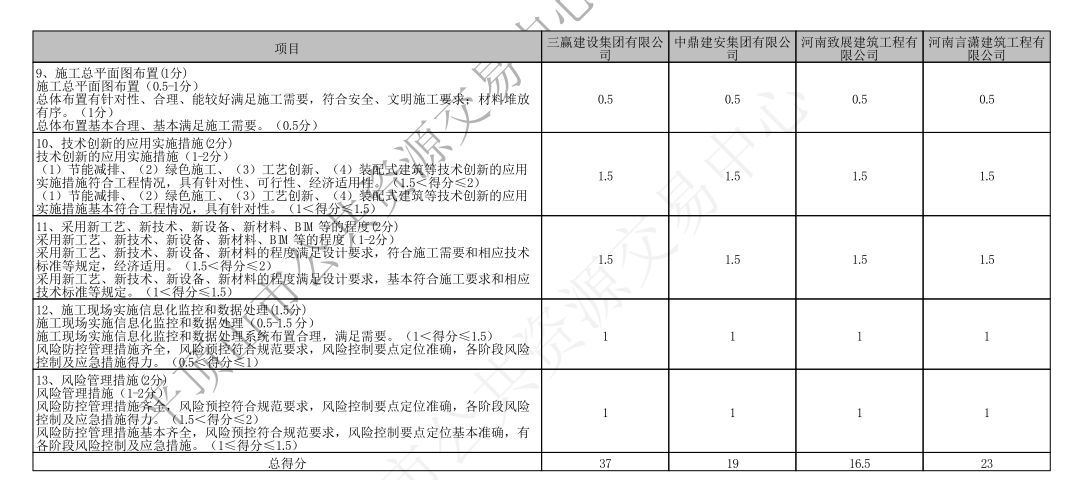 项目
三赢建设集团有限公
司
中鼎建安集团有限公
司
河南致展建筑工程有
限公司
河南言瀟建筑工程有
限公司
9、施工总平面图布置(1分)
施工总平面图布置（0.5-1分）
总体布置有针对性、合理、能较好满足施工需要，符合安全、文明施工要求；材料堆放
有序。（1分）
总体布置基本合理、基本满足施工需要。（0.5分）
0.5
0.5
0.5
0.5
10、技术创新的应用实施措施(2分)
技术创新的应用实施措施（1-2分）
（1）节能减排、（2）绿色施工、（3）工艺创新、（4）装配式建筑等技术创新的应用
实施措施符合工程情况，具有针对性、可行性、经济适用性。（1.5＜得分≤2）
（1）节能减排、（2）绿色施工、（3）工艺创新、（4）装配式建筑等技术创新的应用
实施措施基本符合工程情况，具有针对性。（1＜得分≤1.5）
1.5
1.5
1.5
1.5
11、采用新工艺、新技术、新设备、新材料、BIM 等的程度(2分)
采用新工艺、新技术、新设备、新材料、BIM 等的程度（1-2分）
采用新工艺、新技术、新设备、新材料的程度满足设计要求，符合施工需要和相应技术
标准等规定，经济适用。（1.5＜得分≤2）
采用新工艺、新技术、新设备、新材料的程度满足设计要求，基本符合施工要求和相应
技术标准等规定。（1＜得分≤1.5）
1.5
1.5
1.5
1.5
12、施工现场实施信息化监控和数据处理(1.5分)
施工现场实施信息化监控和数据处理（0.5-1.5 分）
施工现场实施信息化监控和数据处理系统布置合理，满足需要。（1＜得分≤1.5）
风险防控管理措施齐全，风险预控符合规范要求，风险控制要点定位准确，各阶段风险
控制及应急措施得力。（0.5≤得分≤1）
1
1
1
1
13、风险管理措施(2分)
风险管理措施（1-2分）
风险防控管理措施齐全，风险预控符合规范要求，风险控制要点定位准确，各阶段风险
控制及应急措施得力。（1.5＜得分≤2）
风险防控管理措施基本齐全，风险预控符合规范要求，风险控制要点定位基本准确，有
各阶段风险控制及应急措施。（1≤得分≤1.5）
1
1
1
1
总得分
37
19
16.5
23
平顶山市公共资源交易中心
市公共资源交易中心